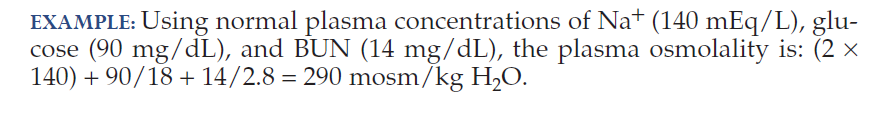 EXAMPLE: Using normal plasma concentrations of Na⁺ (140 mEq/L), glu-
cose (90 mg/dL), and BUN (14 mg/dL), the plasma osmolality is: (2 ×
140) + 90/18 + 14/2.8 = 290 mosm/kg H₂O.